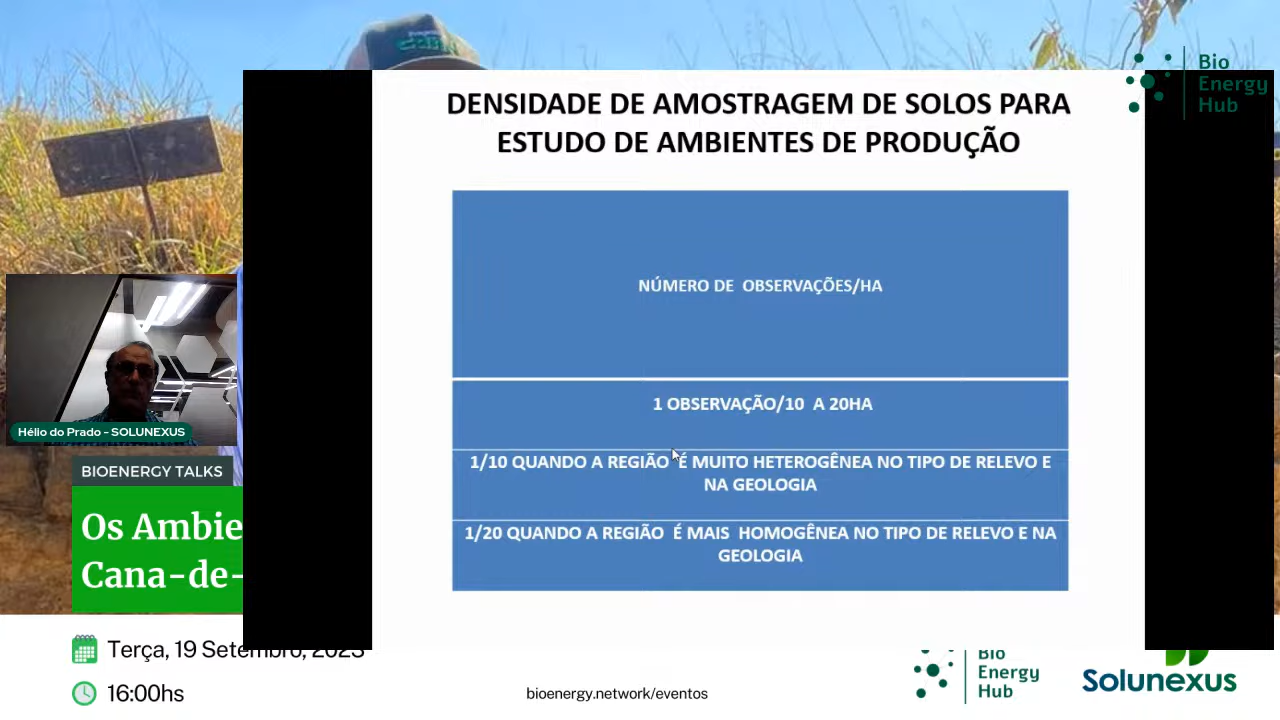 Bio
Energy
Hub
DENSIDADE DE AMOSTRAGEM DE SOLOS PARA
ESTUDO DE AMBIENTES DE PRODUÇÃO
NÚMERO DE OBSERVAÇÕES/HA
1 OBSERVAÇÃO/10 A 20HA
1/10 QUANDO A REGIÃO É MUITO HETEROGÊNEA NO TIPO DE RELEVO E
NA GEOLOGIA
1/20 QUANDO A REGIÃO É MAIS HOMOGÊNEA NO TIPO DE RELEVO E NA
GEOLOGIA
Hélio do Prado - SOLUNEXUS
BIOENERGY TALKS
Os Ambie
Cana-de-
Terça, 19 Setembro, 2023
16:00hs
bioenergy.network/eventos
Bio
Energy
Hub
Solunexus